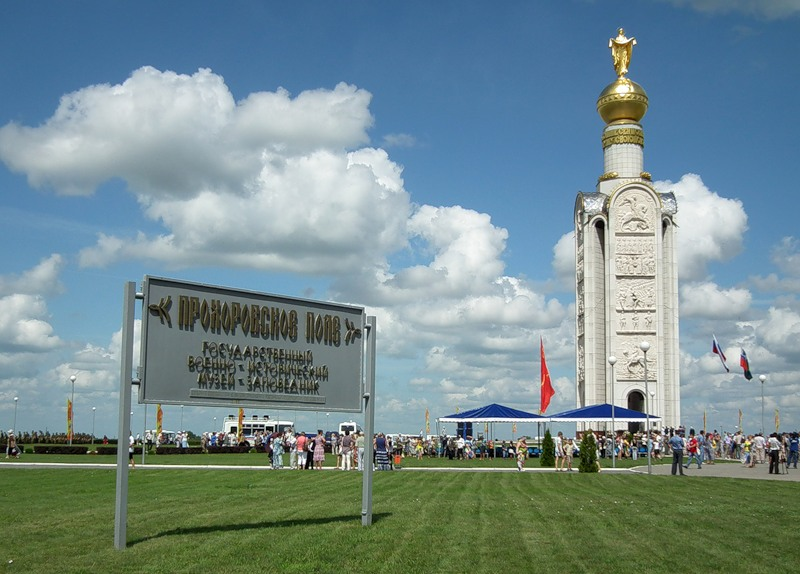 «ПРОХОРОВСКОЕ ПОЛЕ»
ГОСУДАРСТВЕННЫЙ
ВОЕННО-ИСТОРИЧЕСКИЙ
МУЗЕЙ-ЗАПОВЕДНИК